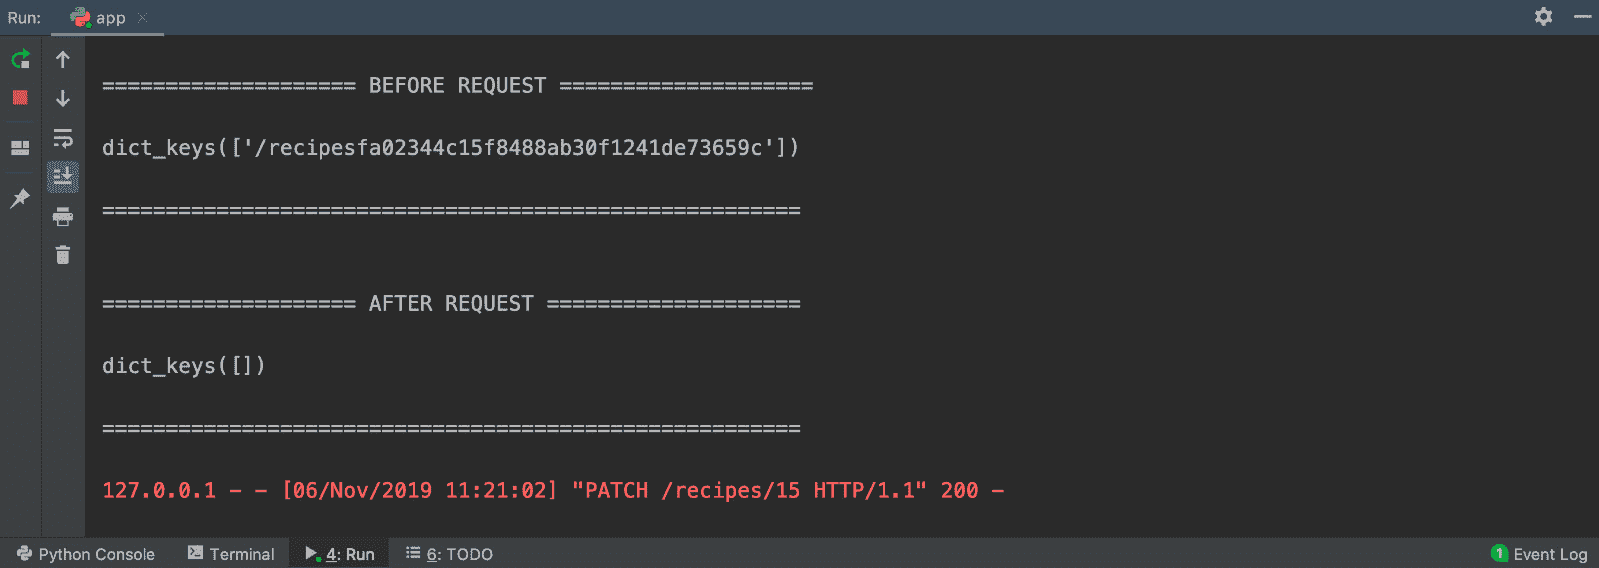 Run: app
==================== BEFORE REQUEST ====================
dict_keys(['/recipesfa02344c15f8488ab30f1241de73659c'])
=======================================================
==================== AFTER REQUEST ====================
dict_keys([])
=======================================================
127.0.0.1 - - [06/Nov/2019 11:21:02] "PATCH /recipes/15 HTTP/1.1" 200 -
Python Console Terminal 4: Run 6: TODO 1 Event Log